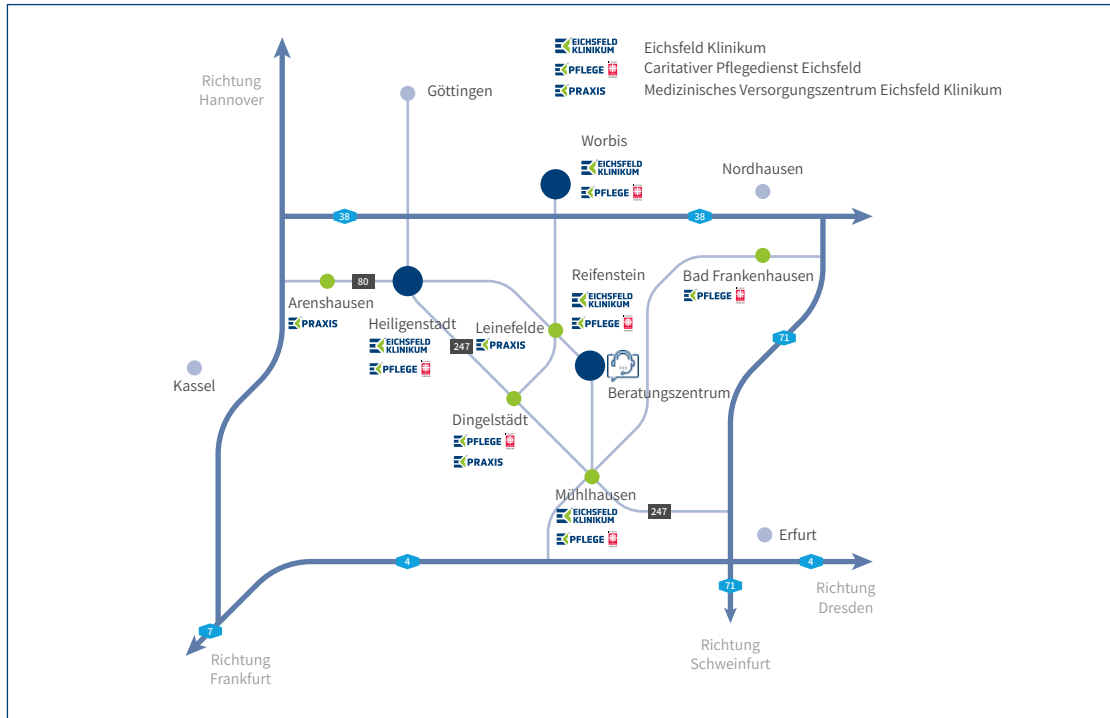 EICHSFELD
KLINIKUM
Eichsfeld Klinikum
PFLEGE
Caritativer Pflegedienst Eichsfeld
PRAXIS
Medizinisches Versorgungszentrum Eichsfeld Klinikum
Richtung
Hannover
Göttingen
Worbis
EICHSFELD
KLINIKUM
PFLEGE
Nordhausen
38
38
Reifenstein
EICHSFELD
KLINIKUM
PFLEGE
Bad Frankenhausen
PFLEGE
80
Arenshausen
PRAXIS
Heiligenstadt
EICHSFELD
KLINIKUM
PFLEGE
Leinefelde
247
PRAXIS
71
Kassel
Beratungszentrum
Dingelstädt
PFLEGE
PRAXIS
Mühlhausen
EICHSFELD
KLINIKUM
PFLEGE
247
Erfurt
4
4
71
Richtung
Dresden
7
Richtung
Frankfurt
Richtung
Schweinfurt